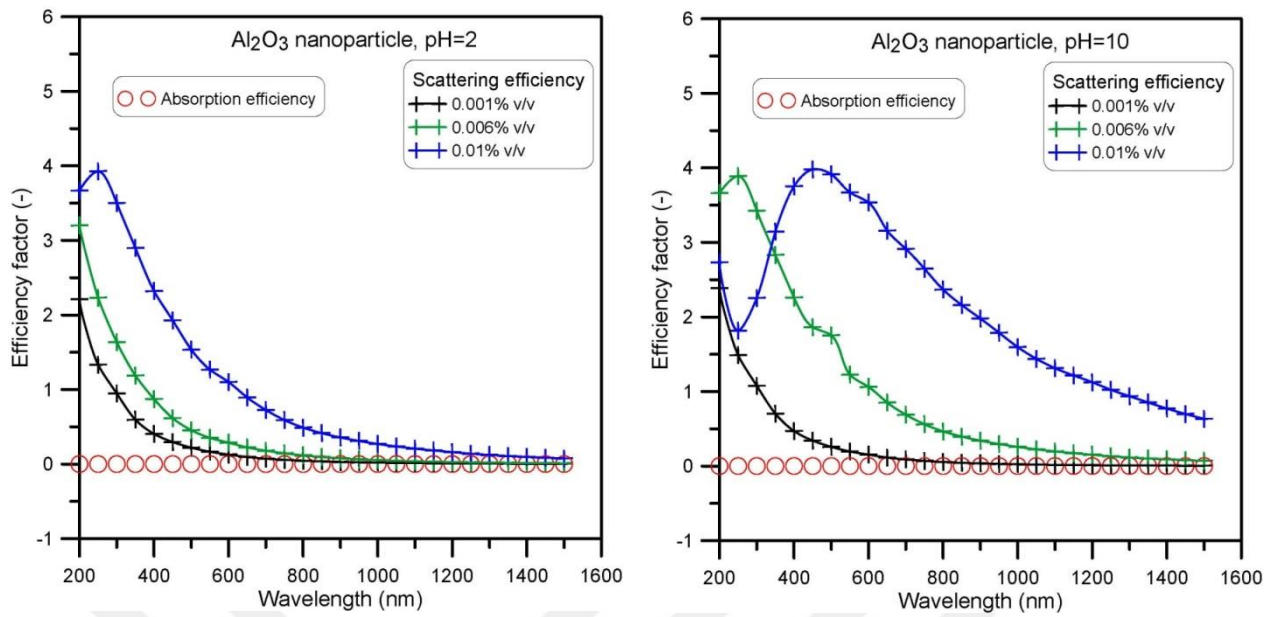 Al₂O₃ nanoparticle, pH=2
Absorption efficiency
Scattering efficiency
0.001% v/v
0.006% v/v
0.01% v/v
Efficiency factor (-)
6
5
4
3
2
1
0
-1
200 400 600 800 1000 1200 1400 1600
Wavelength (nm)
Al₂O₃ nanoparticle, pH=10
Absorption efficiency
Scattering efficiency
0.001% v/v
0.006% v/v
0.01% v/v
Efficiency factor (-)
6
5
4
3
2
1
0
-1
200 400 600 800 1000 1200 1400 1600
Wavelength (nm)